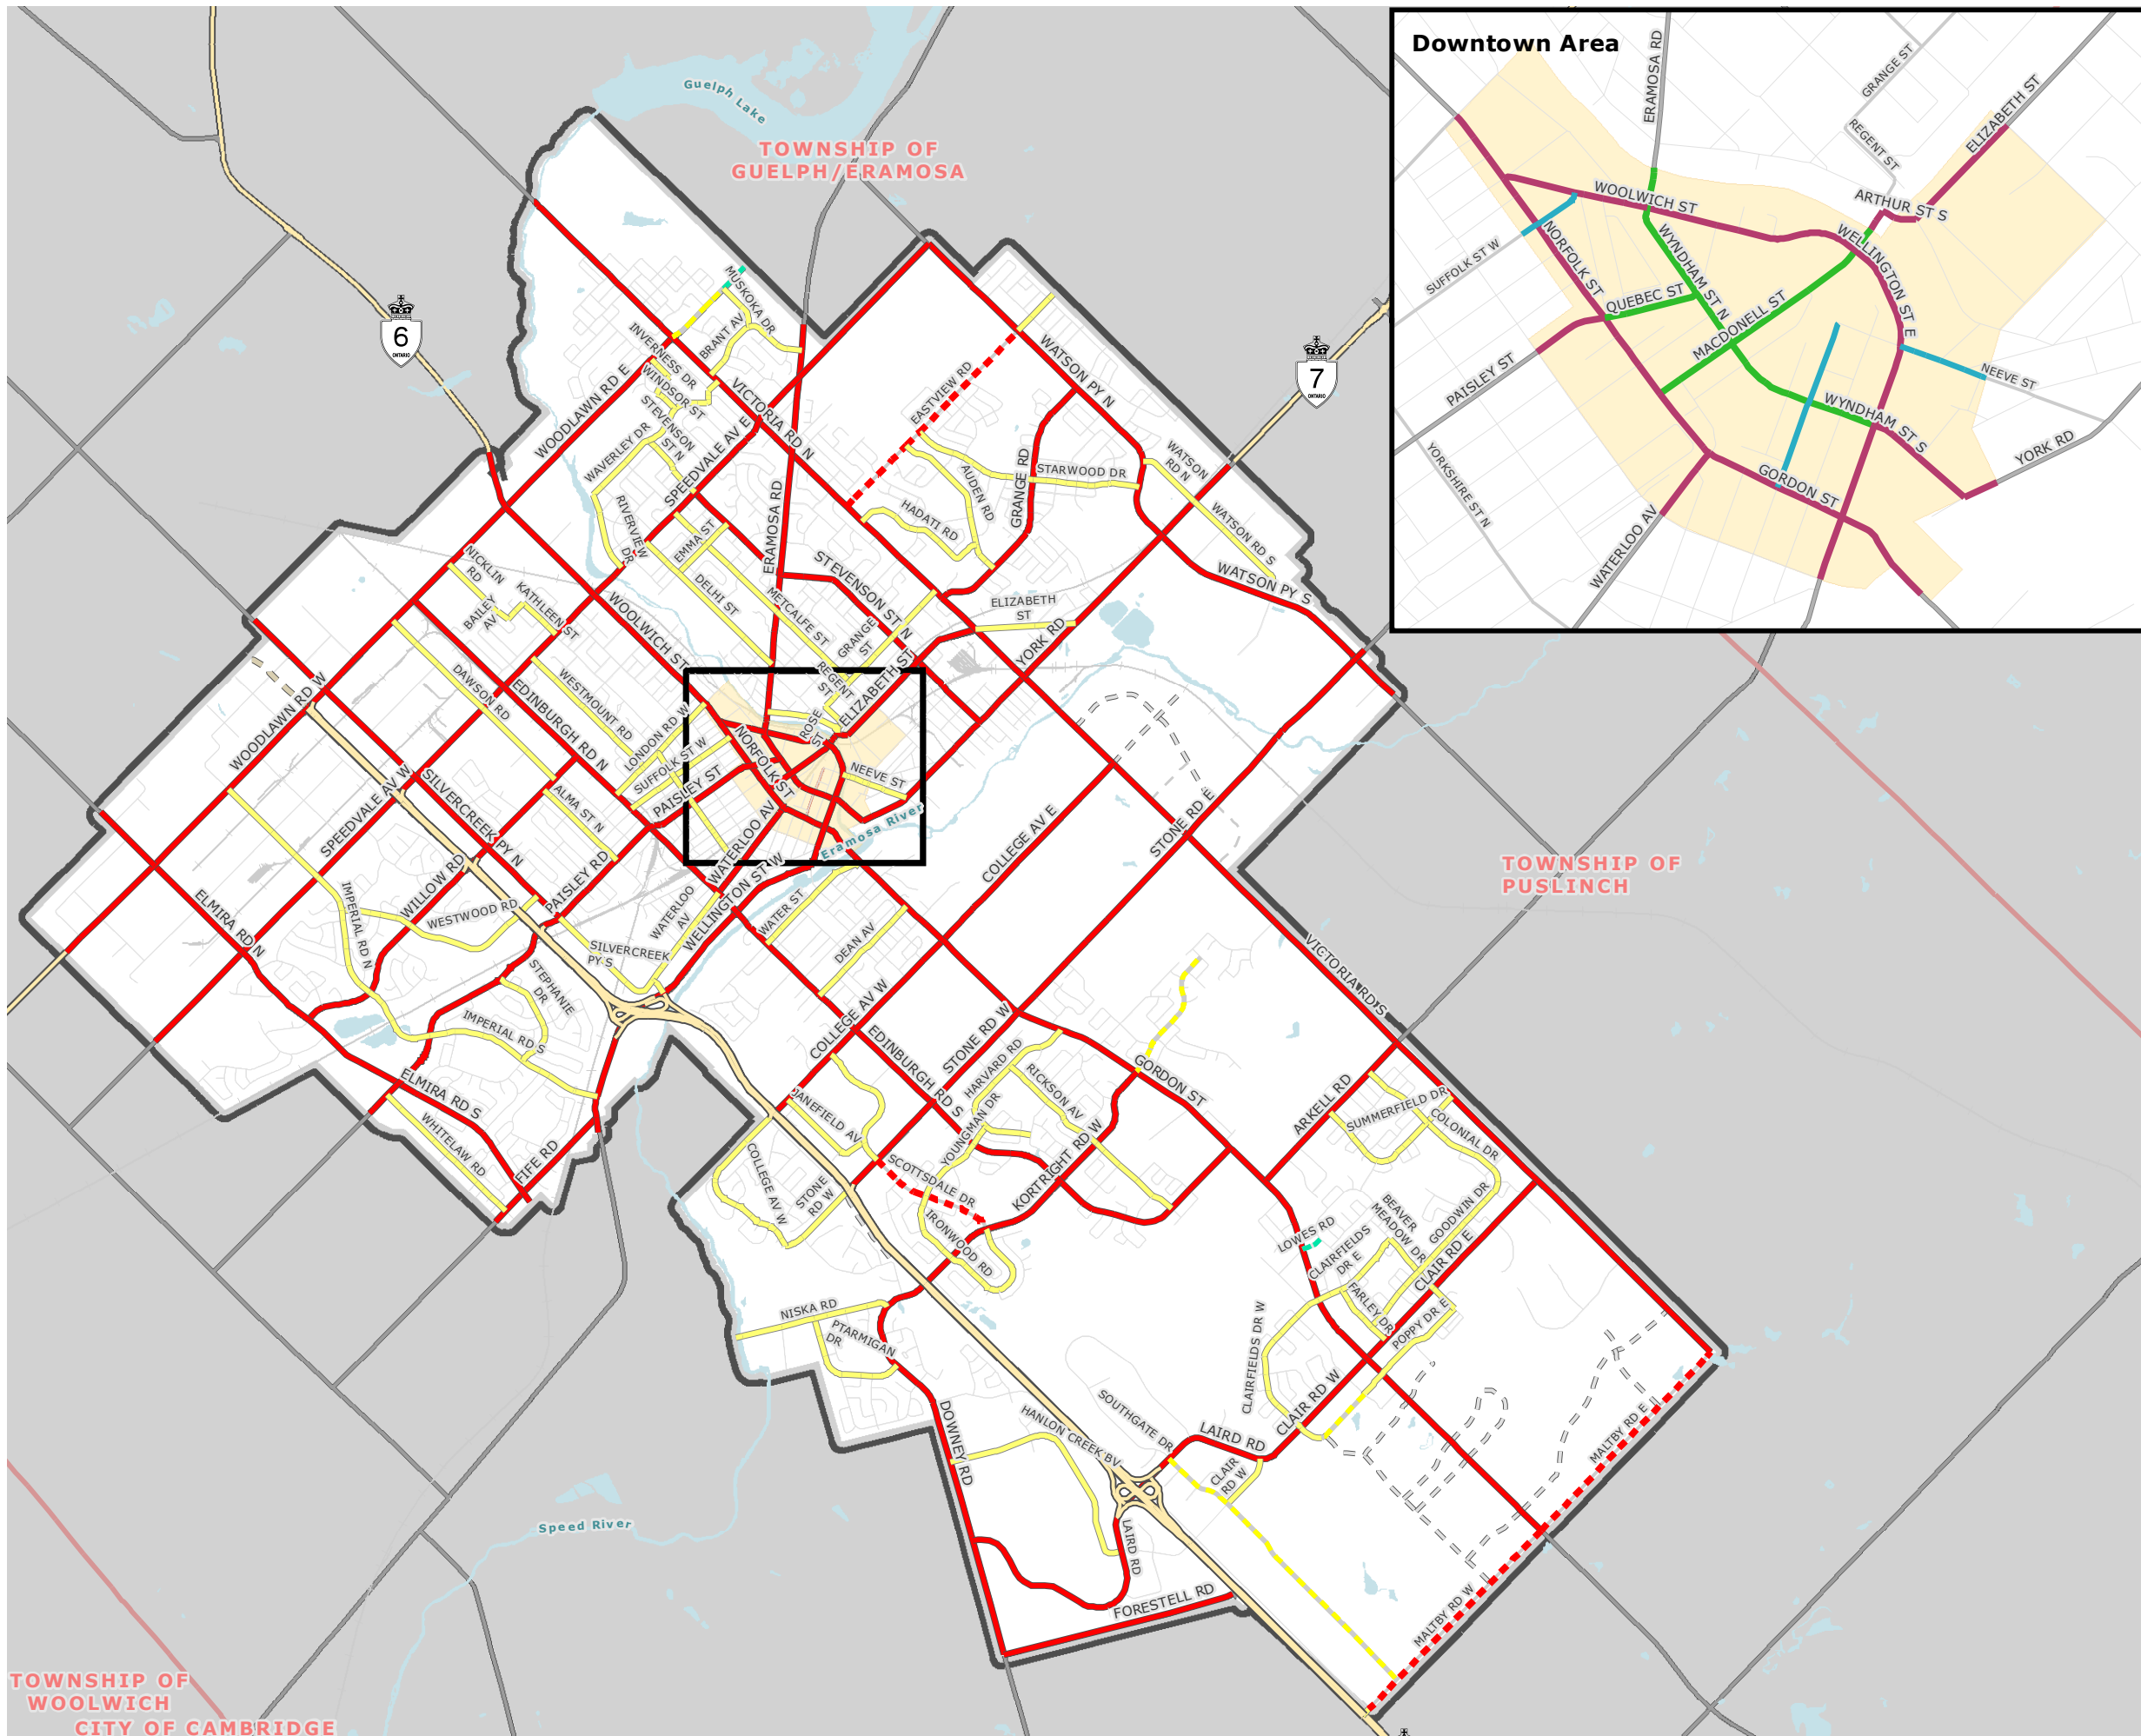 Downtown Area
ERAMOSA RD
GRANGE ST
REGENT ST
ELIZABETH ST
ARTHUR ST S
WOOLWICH ST
WELLINGTON ST E
SUFFOLK ST W
NORFOLK ST
WYNDHAM ST N
QUEBEC ST
MACDONELL ST
PAISLEY ST
NEEVE ST
WYNDHAM ST S
YORK RD
YORKSHIRE ST N
GORDON ST
WATERLOO AV
Guelph Lake
TOWNSHIP OF
GUELPH/ERAMOSA
6
ONTARIO
7
ONTARIO
MUSKOKA DR
BRANT AV
INVERNESS DR
WINDSOR ST
WOODLAWN RD E
STEVENSON
ST N
VICTORIA RD N
WAVERLEY DR
SPEEDVALE AV E
EASTVIEW RD
WATSON PY N
WATSON
RD N
STARWOOD DR
AUDEN RD
GRANGE RD
HADATI RD
WATSON RD S
WATSON PY S
RIVERVIEW
DR
EMMA ST
ERAMOSA RD
DELHI ST
STEVENSON ST N
METCALFE ST
GRANGE
ST
ELIZABETH
ST
YORK RD
NICKLIN
RD
KATHLEEN ST
BAILEY
AV
WOOLWICH ST
REGENT
ST
ELIZABETH ST
ROSE
ST
DAWSON RD
EDINBURGH RD N
WESTMOUNT RD
LONDON RD W
SUFFOLK ST W
PAISLEY ST
NORFOLK ST
NEEVE ST
Eramosa River
WOODLAWN RD W
SPEEDVALE AV W
SILVERCREEK PY N
ALMA ST N
WATERLOO AV
WELLINGTON ST W
WILLOW RD
PAISLEY RD
WESTWOOD RD
IMPERIAL RD N
ELMIRA RD N
WATERLOO
AV
SILVERCREEK
PY S
WATER ST
DEAN AV
COLLEGE AV E
STONE RD E
STEPHANIE
DR
IMPERIAL RD S
ELMIRA RD S
WHITELAW RD
FIFE RD
TOWNSHIP OF
PUSLINCH
VICTORIA RD S
COLLEGE AV W
EDINBURGH RD S
STONE RD W
HARVARD RD
RICKSON AV
GORDON ST
YOUNGMAN DR
JANEFIELD AV
COLLEGE AV W
STONE
RD W
SCOTTSDALE DR
KORTRIGHT RD W
IRONWOOD RD
ARKELL RD
SUMMERFIELD DR
COLONIAL DR
GOODWIN DR
BEAVER
MEADOW DR
LOWES RD
CLAIRFIELDS
DR E
CLAIR RD E
FARLEY DR
POPPY DR E
CLAIRFIELDS DR W
CLAIR RD W
NISKA RD
PTARMIGAN
DR
DOWNEY RD
HANLON CREEK BV
SOUTHGATE DR
LAIRD RD
CLAIR
RD W
LAIRD RD
FORESTELL RD
MALTBY RD E
MALTBY RD W
Speed River
TOWNSHIP OF
WOOLWICH
CITY OF CAMBRIDGE